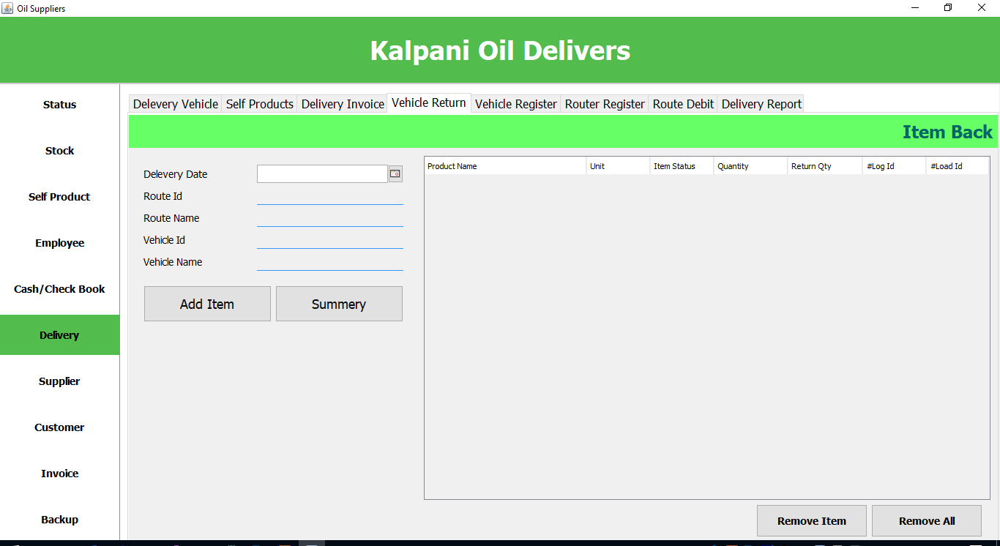 Oil Suppliers
Kalpani Oil Delivers
Status
Stock
Self Product
Employee
Cash/Check Book
Delivery
Supplier
Customer
Invoice
Backup
Delevery Vehicle Self Products Delivery Invoice Vehicle Return Vehicle Register Router Register Route Debit Delivery Report
Item Back
Delevery Date
Route Id
Route Name
Vehicle Id
Vehicle Name
Add Item Summery
Product Name Unit Item Status Quantity Return Qty #Log Id #Load Id
Remove Item Remove All